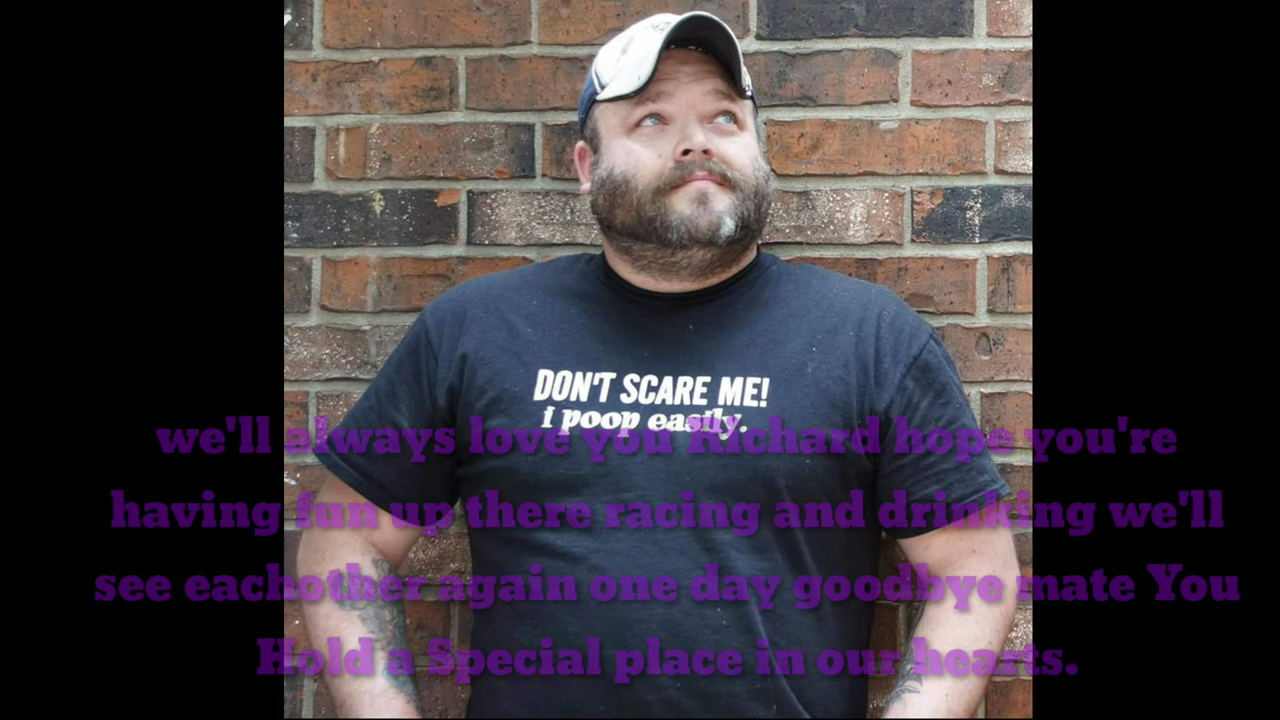 DON'T SCARE ME!
i poop easily.
we'll always love you Richard hope you're
having fun up there racing and drinking we'll
see eachother again one day goodbye mate You
Hold a Special place in our hearts.